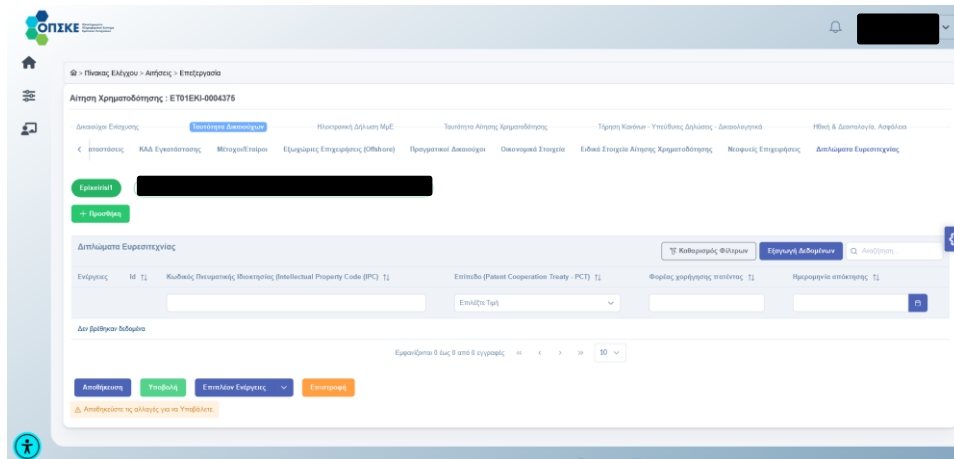 ΟΠΣΚΕ
> Πίνακας Ελέγχου > Αιτήσεις > Επεξεργασία
Αίτηση Χρηματοδότησης : ET01EKI-0004375
Δικαιούχοι Ενίσχυσης Ταυτότητα Δικαιούχων Ηλεκτρονική Δήλωση ΜμΕ Ταυτότητα Αίτησης Χρηματοδότησης Τήρηση Κανόνων - Υπεύθυνες Δηλώσεις - Δικαιολογητικά Ηθική & Δεοντολογία, Ασφάλεια
ΚΑΔ Εγκατάστασης Μέτοχοι/Εταίροι Εξωχώριες Επιχειρήσεις (Offshore) Πραγματικοί Δικαιούχοι Οικονομικά Στοιχεία Ειδικά Στοιχεία Αίτησης Χρηματοδότησης Νεοφυείς Επιχειρήσεις Διπλώματα Ευρεσιτεχνίας
Epixeirisi1
+ Προσθήκη
Διπλώματα Ευρεσιτεχνίας Καθαρισμός Φίλτρων Εξαγωγή Δεδομένων Αναζήτηση...
Ενέργειες Id Κωδικός Πνευματικής Ιδιοκτησίας (Intellectual Property Code (IPC) Επίπεδο (Patent Cooperation Treaty - PCT) Φορέας χορήγησης πατέντας Ημερομηνία απόκτησης
Επιλέξτε Τιμή
Δεν βρέθηκαν δεδομένα
Εμφανίζονται 0 έως 0 από 0 εγγραφές « < > » 10
Αποθήκευση Υποβολή Επιπλέον Ενέργειες Επιστροφή
Αποθηκεύστε τις αλλαγές για να Υποβάλετε.